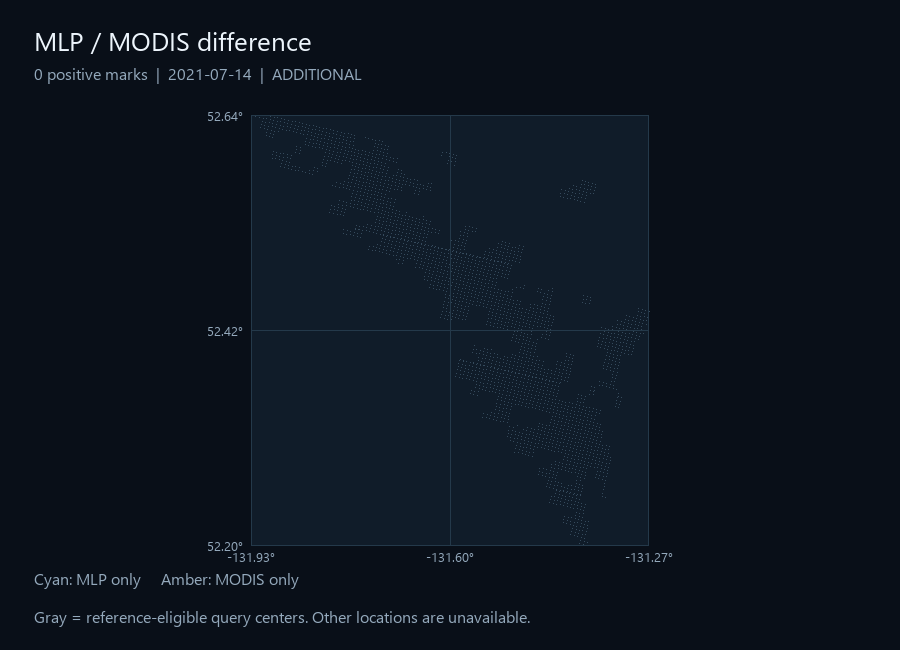 MLP / MODIS difference
0 positive marks | 2021-07-14 | ADDITIONAL
52.64°
52.42°
52.20°
-131.93° -131.60° -131.27°
Cyan: MLP only Amber: MODIS only
Gray = reference-eligible query centers. Other locations are unavailable.